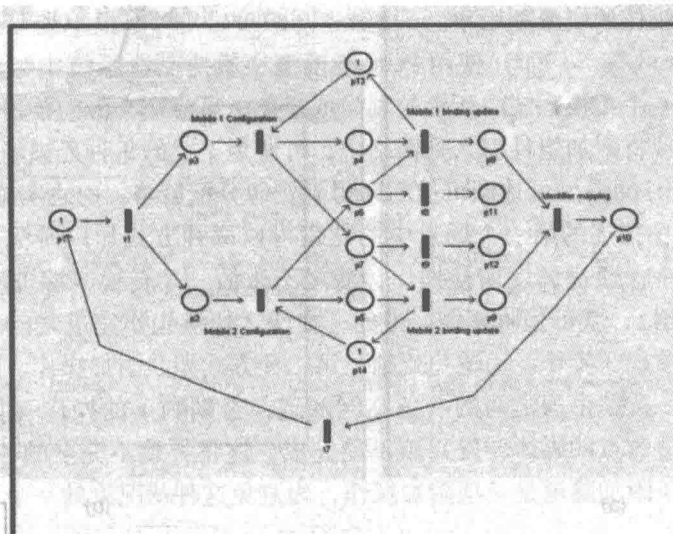 1
p13
Mobile 1 Configuration
Mobile 1 binding update
p3
p4
p8
p6
t5
p11
Identifier mapping
1
p1
t1
p10
p7
p12
p2
p5
p9
Mobile 2 Configuration
Mobile 2 binding update
1
p14
t7